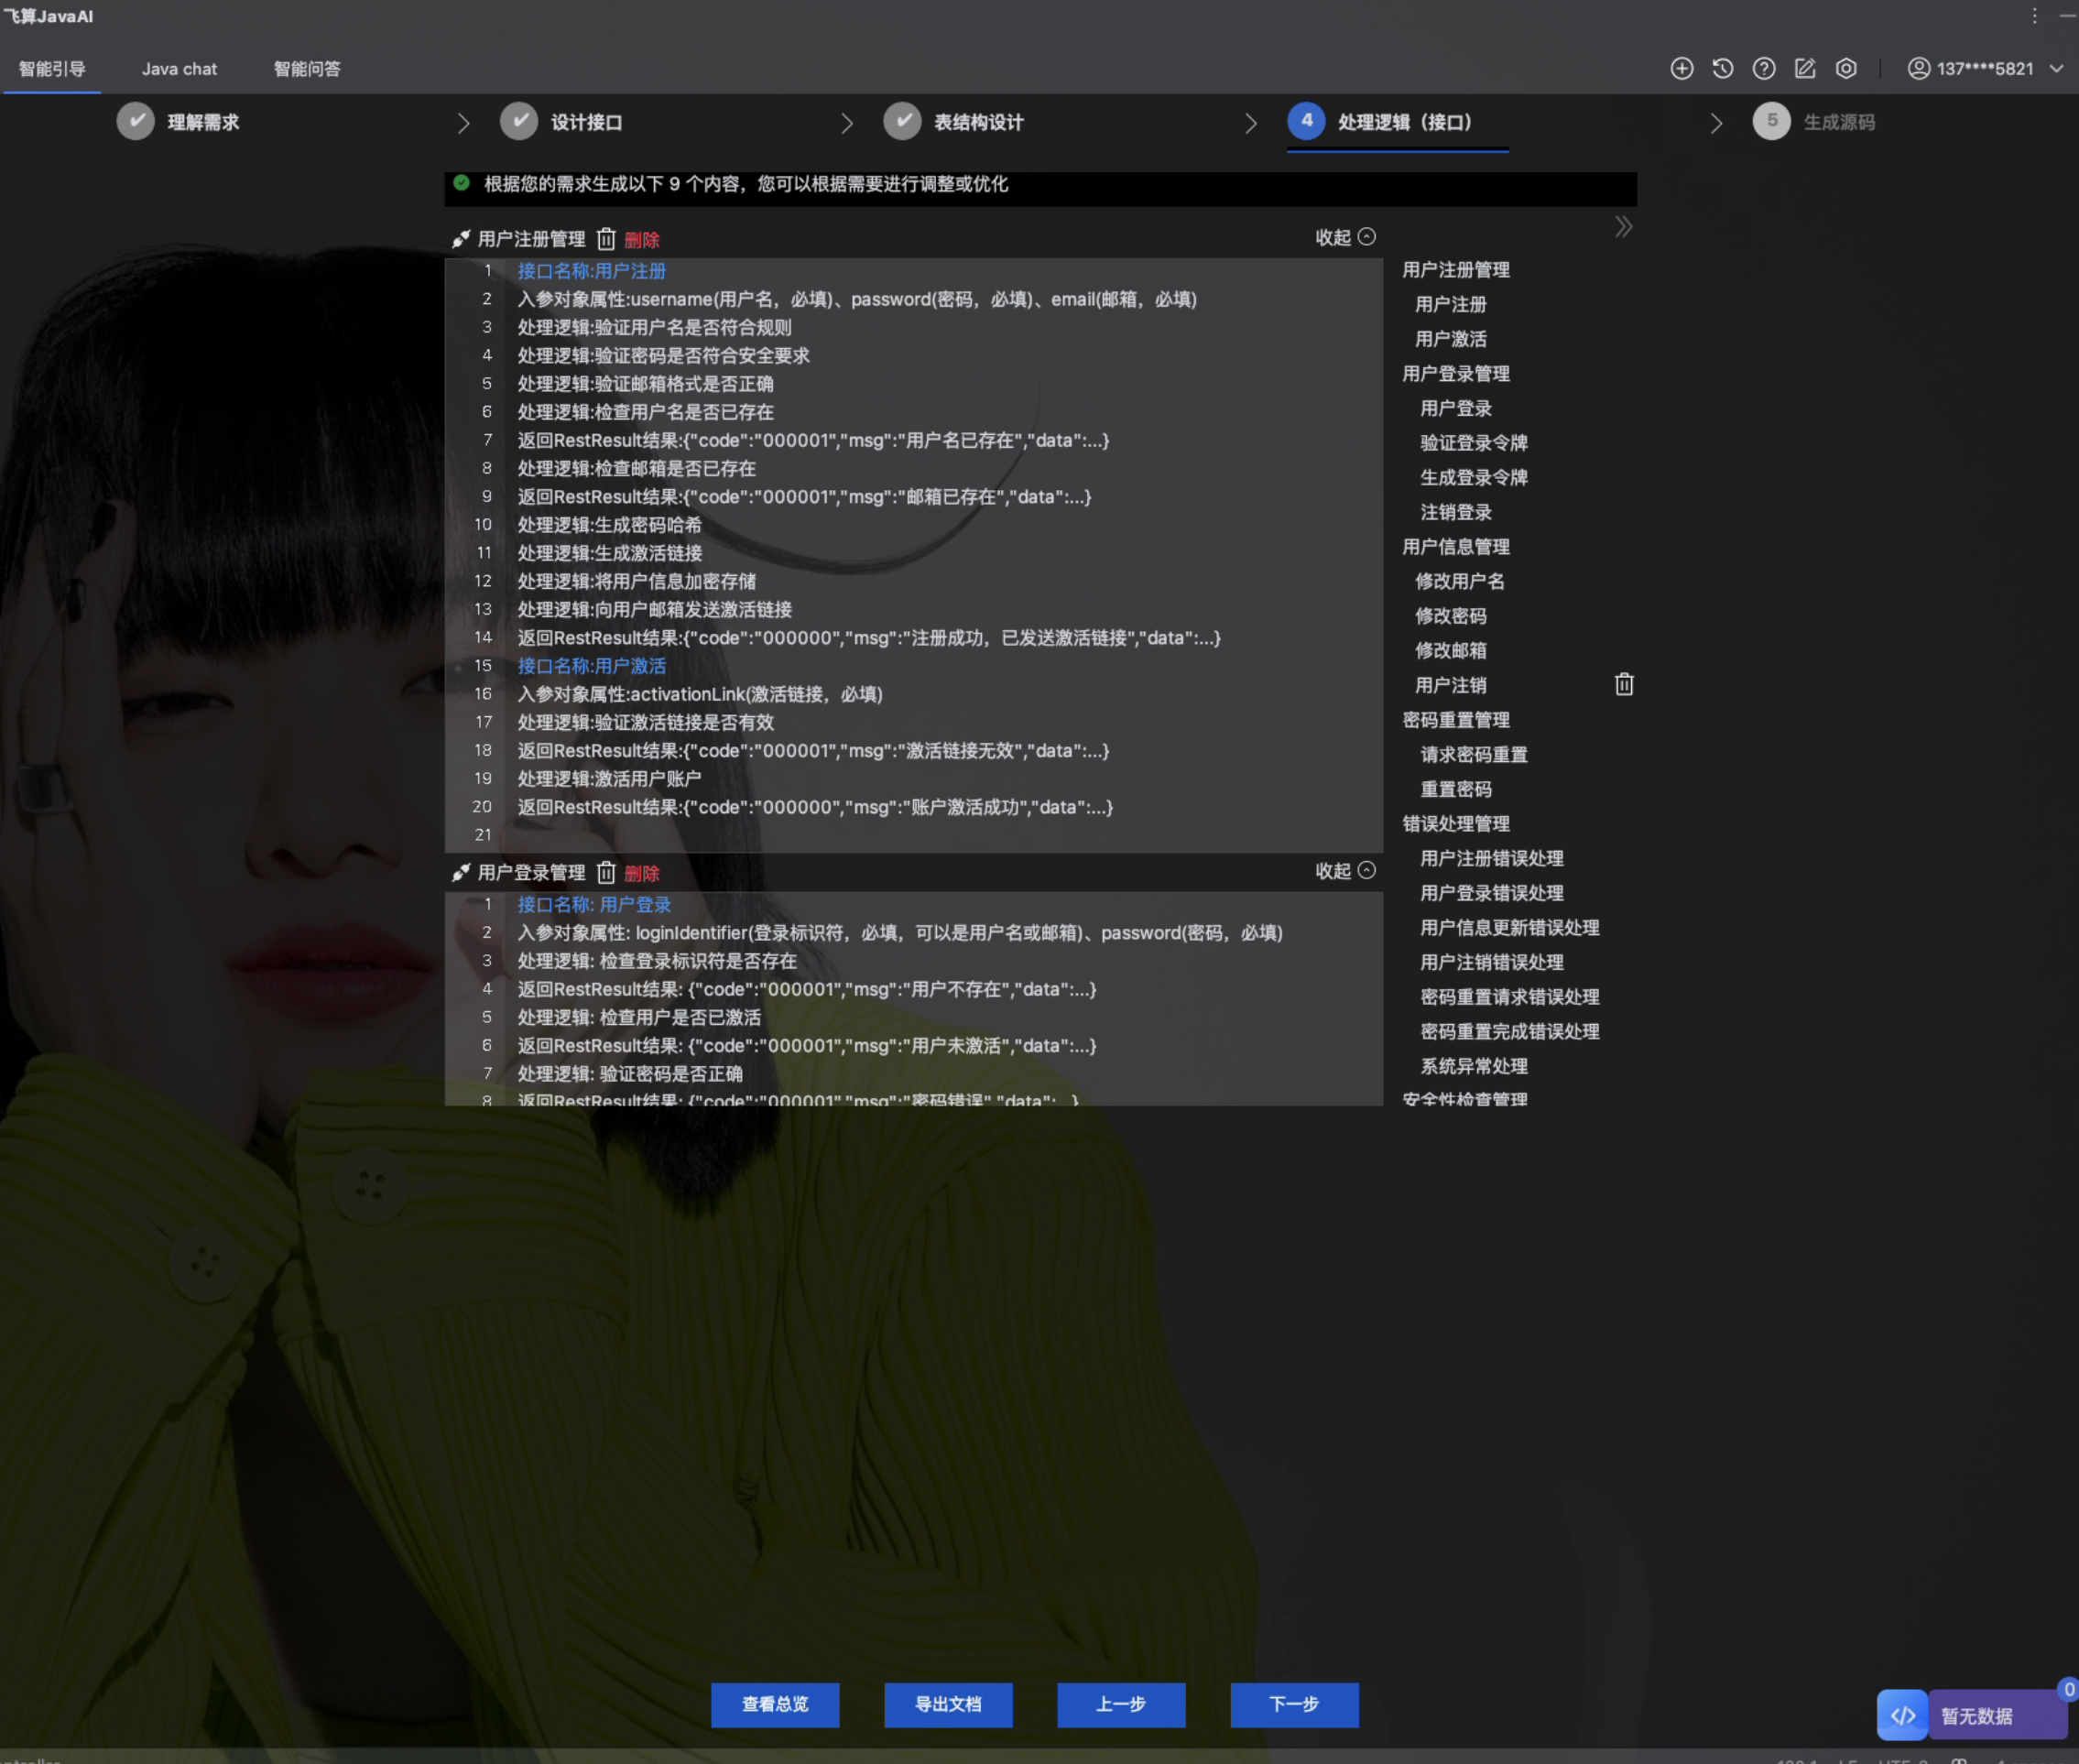 飞算JavaAI
智能引导 Java chat 智能问答 137****5821
理解需求 设计接口 表结构设计 4 处理逻辑（接口） 5 生成源码
根据您的需求生成以下 9 个内容，您可以根据需要进行调整或优化
用户注册管理 删除 收起
1 接口名称:用户注册
2 入参对象属性:username(用户名，必填)、password(密码，必填)、email(邮箱，必填)
3 处理逻辑:验证用户名是否符合规则
4 处理逻辑:验证密码是否符合安全要求
5 处理逻辑:验证邮箱格式是否正确
6 处理逻辑:检查用户名是否已存在
7 返回RestResult结果:{"code":"000001","msg":"用户名已存在","data":...}
8 处理逻辑:检查邮箱是否已存在
9 返回RestResult结果:{"code":"000001","msg":"邮箱已存在","data":...}
10 处理逻辑:生成密码哈希
11 处理逻辑:生成激活链接
12 处理逻辑:将用户信息加密存储
13 处理逻辑:向用户邮箱发送激活链接
14 返回RestResult结果:{"code":"000000","msg":"注册成功，已发送激活链接","data":...}
15 接口名称:用户激活
16 入参对象属性:activationLink(激活链接，必填)
17 处理逻辑:验证激活链接是否有效
18 返回RestResult结果:{"code":"000001","msg":"激活链接无效","data":...}
19 处理逻辑:激活用户账户
20 返回RestResult结果:{"code":"000000","msg":"账户激活成功","data":...}
21
用户登录管理 删除 收起
1 接口名称: 用户登录
2 入参对象属性: loginIdentifier(登录标识符，必填，可以是用户名或邮箱)、password(密码，必填)
3 处理逻辑: 检查登录标识符是否存在
4 返回RestResult结果: {"code":"000001","msg":"用户不存在","data":...}
5 处理逻辑: 检查用户是否已激活
6 返回RestResult结果: {"code":"000001","msg":"用户未激活","data":...}
7 处理逻辑: 验证密码是否正确
8 返回RestResult结果: {"code":"000001","msg":"密码错误","data":...}
用户注册管理
用户注册
用户激活
用户登录管理
用户登录
验证登录令牌
生成登录令牌
注销登录
用户信息管理
修改用户名
修改密码
修改邮箱
用户注销
密码重置管理
请求密码重置
重置密码
错误处理管理
用户注册错误处理
用户登录错误处理
用户信息更新错误处理
用户注销错误处理
密码重置请求错误处理
密码重置完成错误处理
系统异常处理
安全性检查管理
查看总览 导出文档 上一步 下一步
0
</> 暂无数据